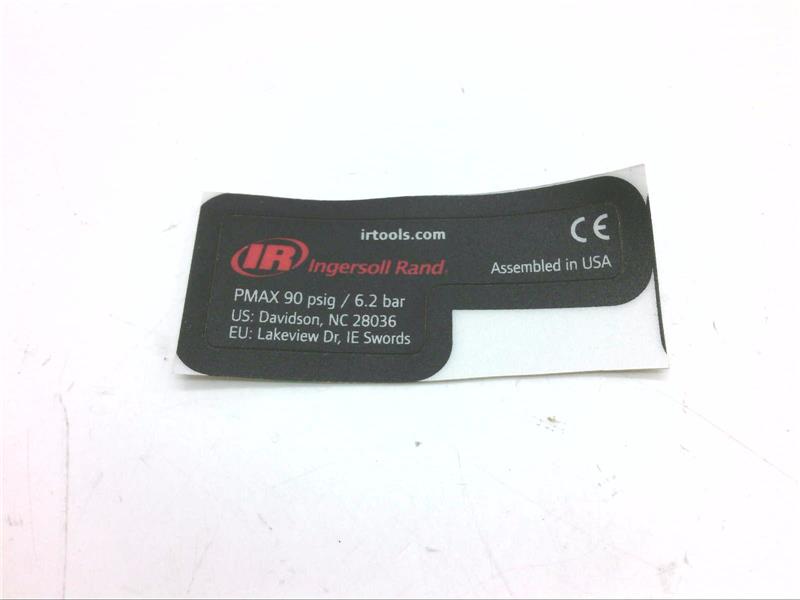 irtools.com
CE
IR Ingersoll Rand
Assembled in USA
PMAX 90 psig / 6.2 bar
US: Davidson, NC 28036
EU: Lakeview Dr, IE Swords